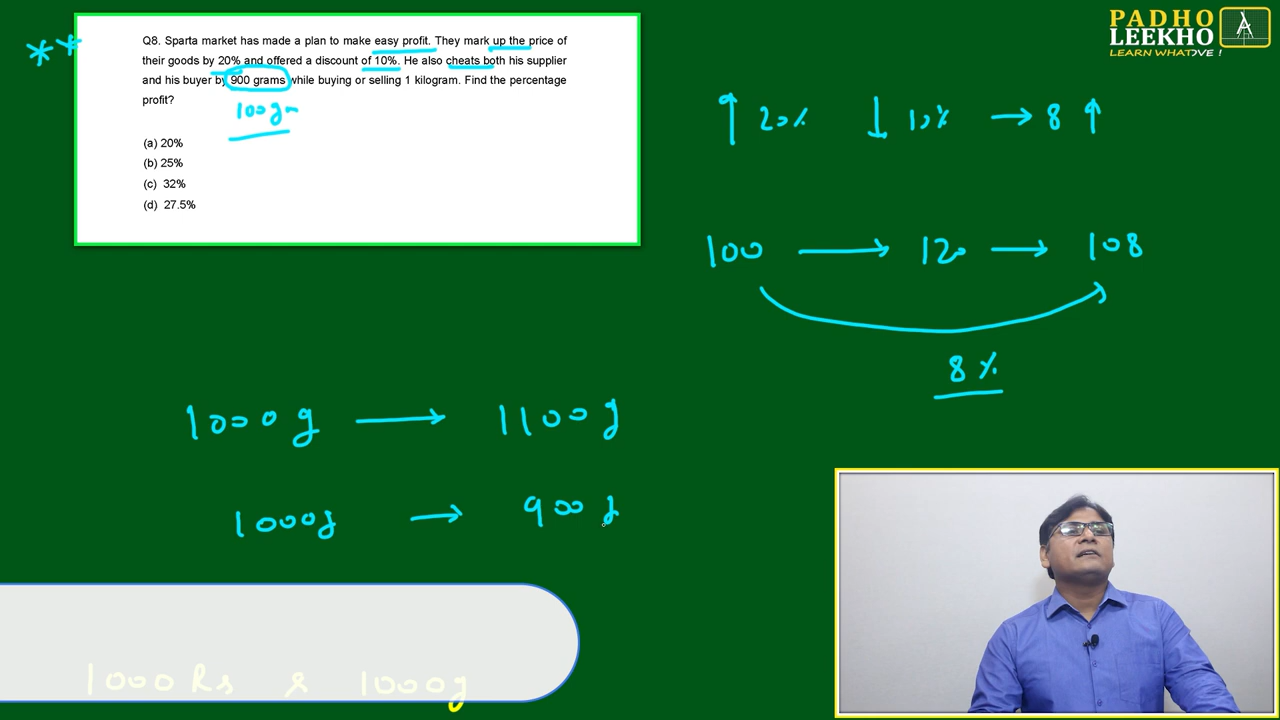 PADHO
LEEKHO
LEARN WHAT
VE !
Q8. Sparta market has made a plan to make easy profit. They mark up the price of
their goods by 20% and offered a discount of 10%. He also cheats both his supplier
and his buyer by 900 grams while buying or selling 1 kilogram. Find the percentage
profit?
100gm
(a) 20%
(b) 25%
(c) 32%
(d) 27.5%
↑ 20% ↓ 10% → 8 ↑
100 → 120 → 108
8 %
1000 g → 1100 g
1000g → 900 g
1000 Rs & 1000g